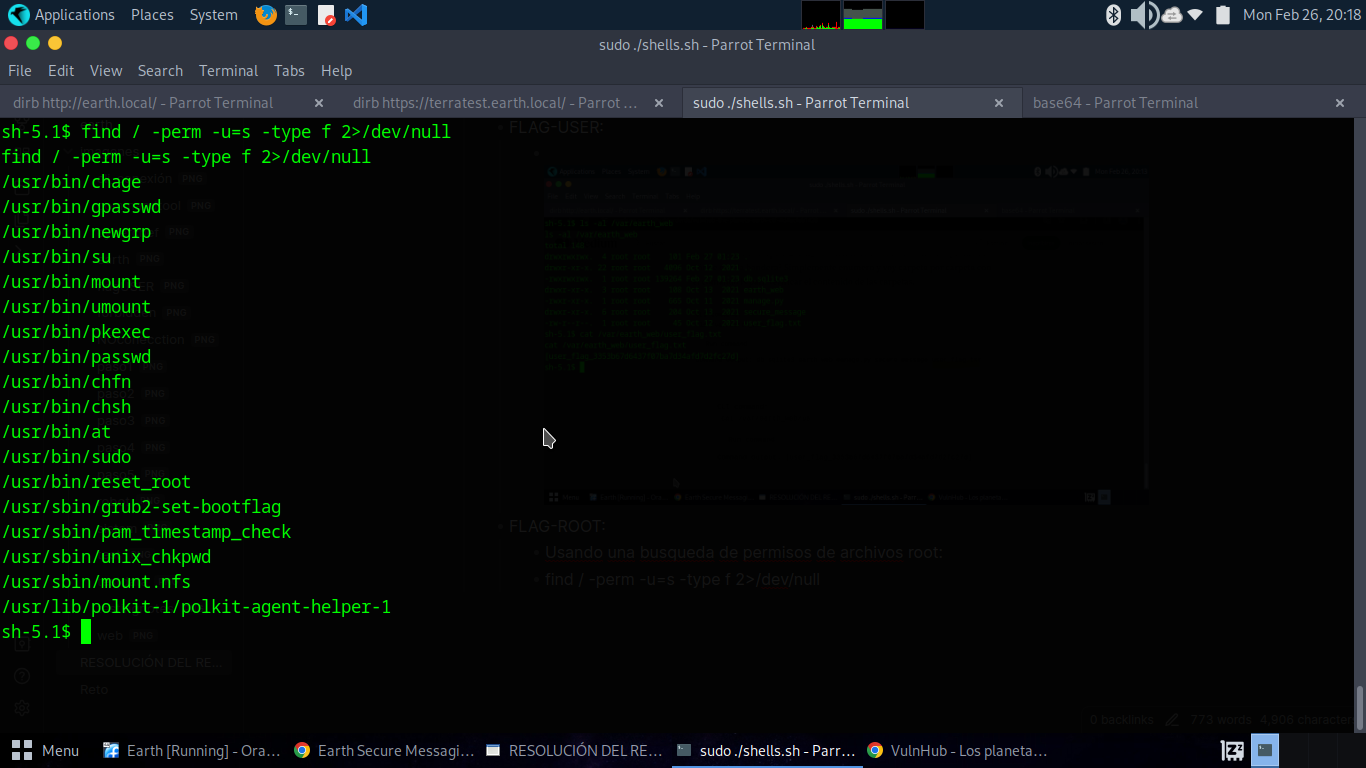 Applications Places System Mon Feb 26, 20:18
sudo ./shells.sh - Parrot Terminal
File Edit View Search Terminal Tabs Help
dirb http://earth.local/ - Parrot Terminal × dirb https://terratest.earth.local/ - Parrot ... × sudo ./shells.sh - Parrot Terminal × base64 - Parrot Terminal ×
sh-5.1$ find / -perm -u=s -type f 2>/dev/null
FLAG-USER:
find / -perm -u=s -type f 2>/dev/null
/usr/bin/chage
/usr/bin/gpasswd
/usr/bin/newgrp
/usr/bin/su
/usr/bin/mount
/usr/bin/umount
/usr/bin/pkexec
/usr/bin/passwd
/usr/bin/chfn
/usr/bin/chsh
/usr/bin/at
/usr/bin/sudo
/usr/bin/reset_root
/usr/sbin/grub2-set-bootflag
/usr/sbin/pam_timestamp_check
/usr/sbin/unix_chkpwd
/usr/sbin/mount.nfs
/usr/lib/polkit-1/polkit-agent-helper-1
sh-5.1$
FLAG-ROOT:
Usando una busqueda de permisos de archivos root:
find / -perm -u=s -type f 2>/dev/null
web PNG
RESOLUCIÓN DEL RE...
Reto
0 backlinks 773 words 4,906 character
Menu Earth [Running] - Ora... Earth Secure Messagi... RESOLUCIÓN DEL RE... sudo ./shells.sh - Parr... VulnHub - Los planeta...